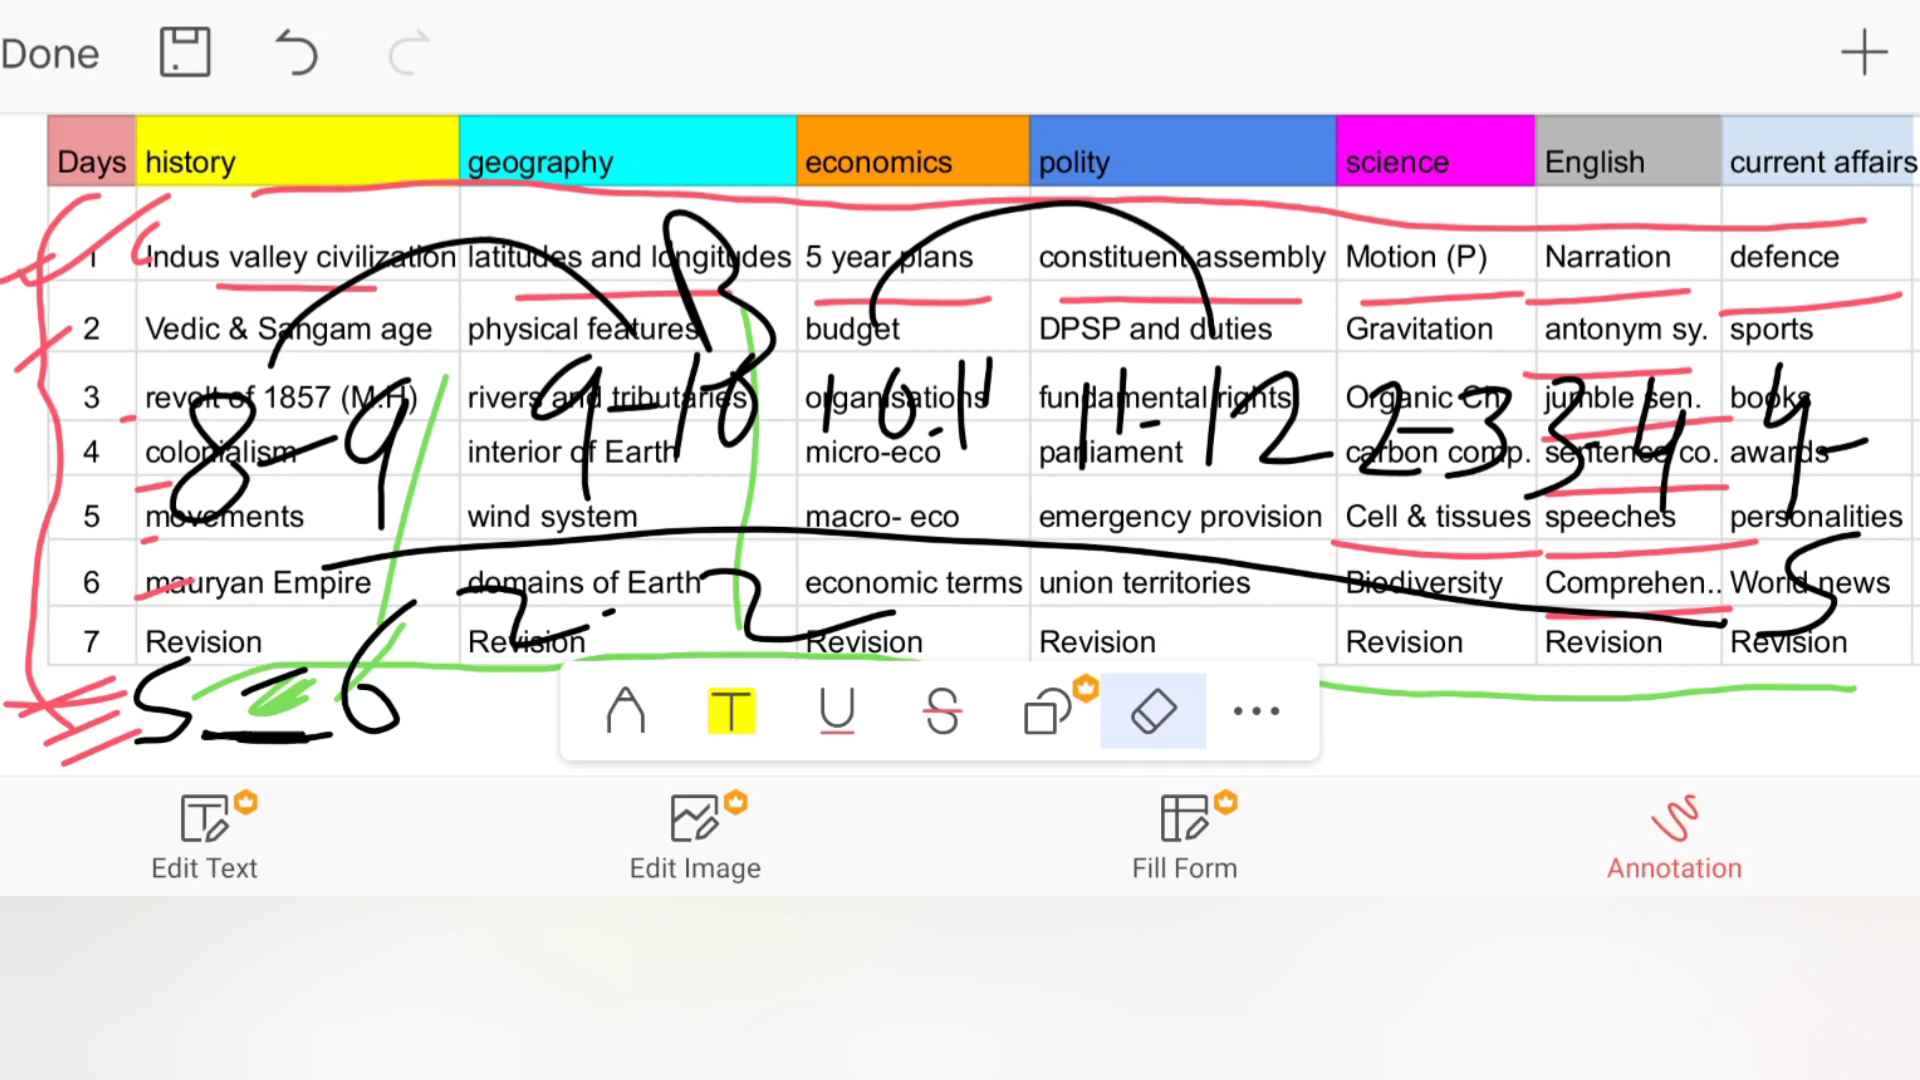 Done
Days history geography economics polity science English current affairs
1 Indus valley civilization latitudes and longitudes 5 year plans constituent assembly Motion (P) Narration defence
2 Vedic & Sangam age physical features budget DPSP and duties Gravitation antonym sy. sports
3 revolt of 1857 (M.H) rivers and tributaries organisations fundamental rights Organic Ch jumble sen. books
8-9 9-10 10-11 11-12 2-3 3-4 4-
4 colonialism interior of Earth micro-eco parliament carbon comp. sentence co. awards
5 movements wind system macro- eco emergency provision Cell & tissues speeches personalities
6 mauryan Empire domains of Earth economic terms union territories Biodiversity Comprehen.. World news
2-2 5
7 Revision Revision Revision Revision Revision Revision Revision
5-6
Edit Text Edit Image Fill Form Annotation